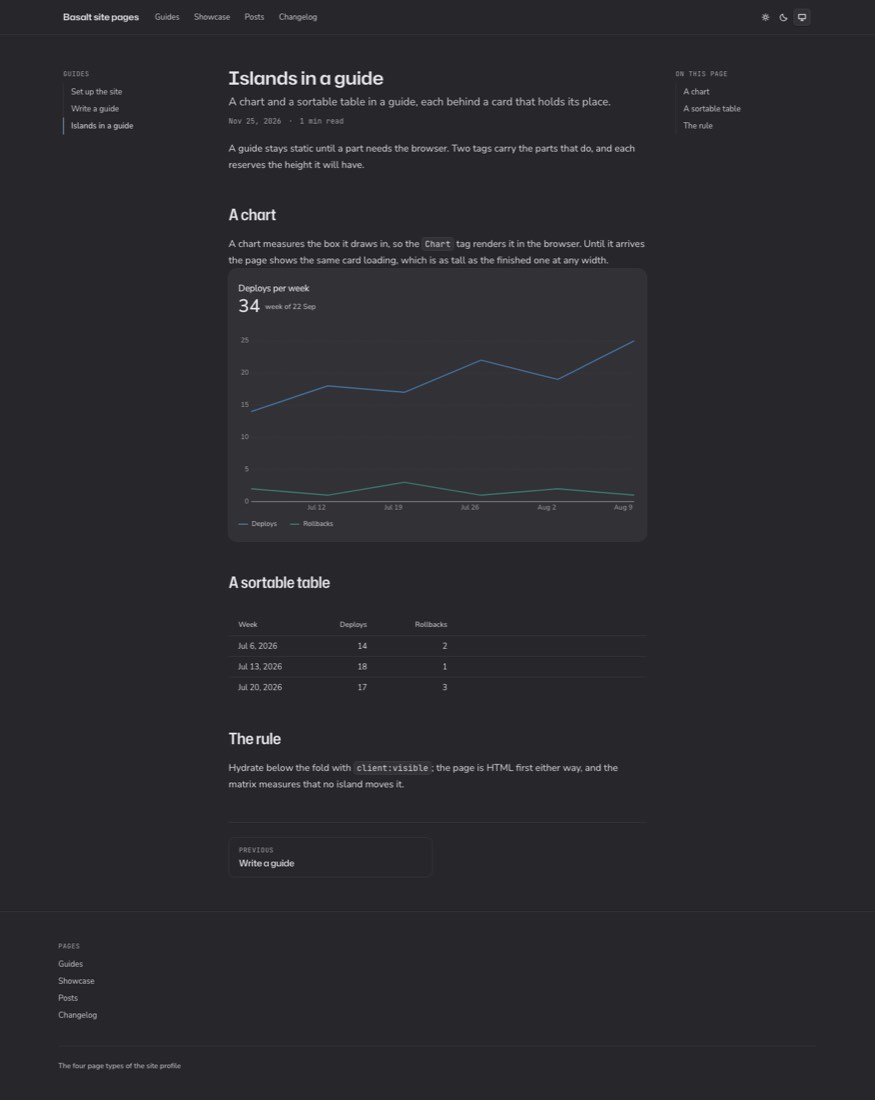 Basalt site pages
Guides
Showcase
Posts
Changelog
GUIDES
Set up the site
Write a guide
Islands in a guide
Islands in a guide
A chart and a sortable table in a guide, each behind a card that holds its place.
Nov 25, 2026 · 1 min read
A guide stays static until a part needs the browser. Two tags carry the parts that do, and each
reserves the height it will have.
A chart
A chart measures the box it draws in, so the Chart tag renders it in the browser. Until it arrives
the page shows the same card loading, which is as tall as the finished one at any width.
Deploys per week
34 week of 22 Sep
25
20
15
10
5
0
Jul 12 Jul 19 Jul 26 Aug 2 Aug 9
Deploys Rollbacks
A sortable table
Week Deploys Rollbacks
Jul 6, 2026 14 2
Jul 13, 2026 18 1
Jul 20, 2026 17 3
The rule
Hydrate below the fold with client:visible; the page is HTML first either way, and the
matrix measures that no island moves it.
PREVIOUS
Write a guide
ON THIS PAGE
A chart
A sortable table
The rule
PAGES
Guides
Showcase
Posts
Changelog
The four page types of the site profile